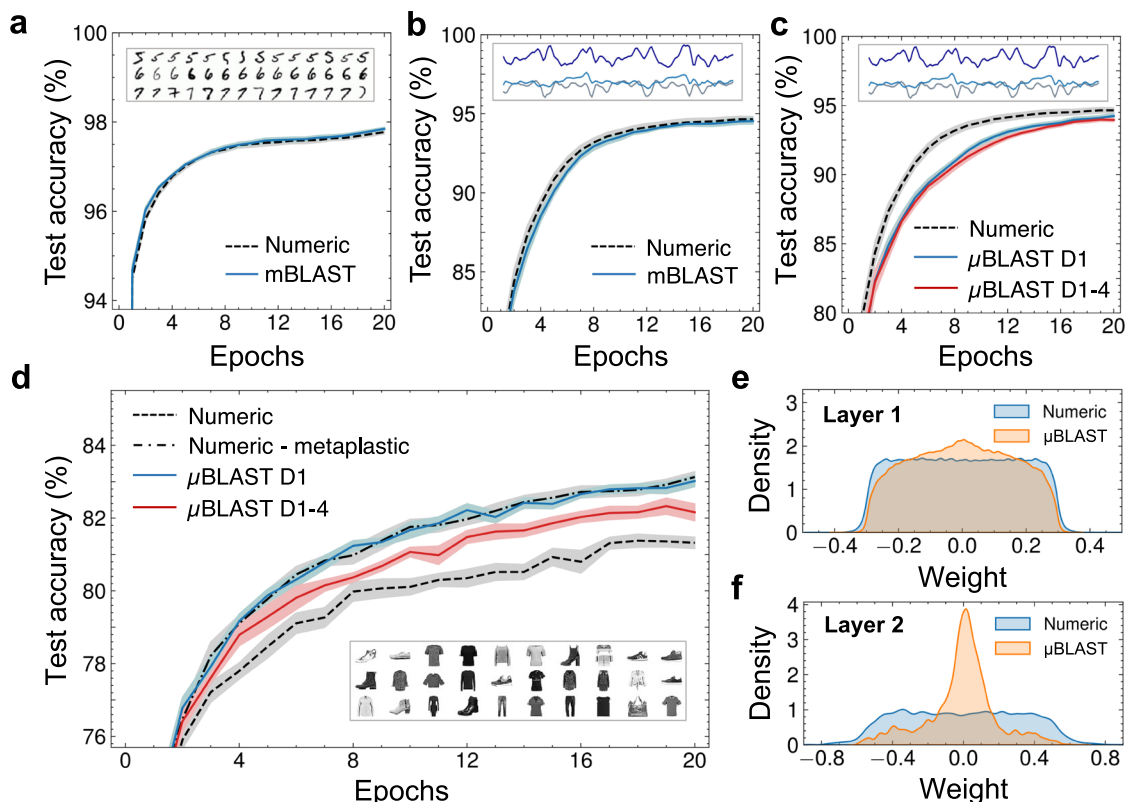 a
100
98
96
94
Test accuracy (%)
Numeric
mBLAST
0 4 8 12 16 20
Epochs
b
100
95
90
85
Test accuracy (%)
Numeric
mBLAST
0 4 8 12 16 20
Epochs
c
100
95
90
85
80
Test accuracy (%)
Numeric
µBLAST D1
µBLAST D1-4
0 4 8 12 16 20
Epochs
d
84
82
80
78
76
Test accuracy (%)
Numeric
Numeric - metaplastic
µBLAST D1
µBLAST D1-4
0 4 8 12 16 20
Epochs
e
3
2
1
0
Density
Layer 1
Numeric
µBLAST
−0.4 −0.2 0.0 0.2 0.4
Weight
f
4
3
2
1
0
Density
Layer 2
Numeric
µBLAST
−0.8 −0.4 0.0 0.4 0.8
Weight